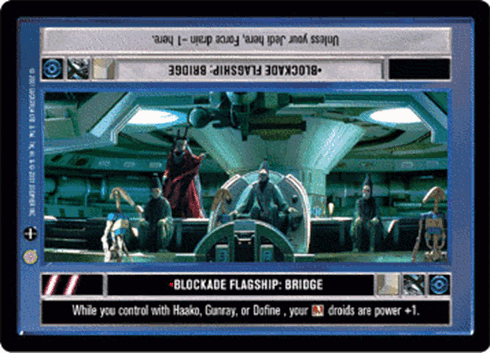 Unless your Jedi here, Force drain –1 here.
•BLOCKADE FLAGSHIP: BRIDGE
•BLOCKADE FLAGSHIP: BRIDGE
While you control with Haako, Gunray, or Dofine , your droids are power +1.